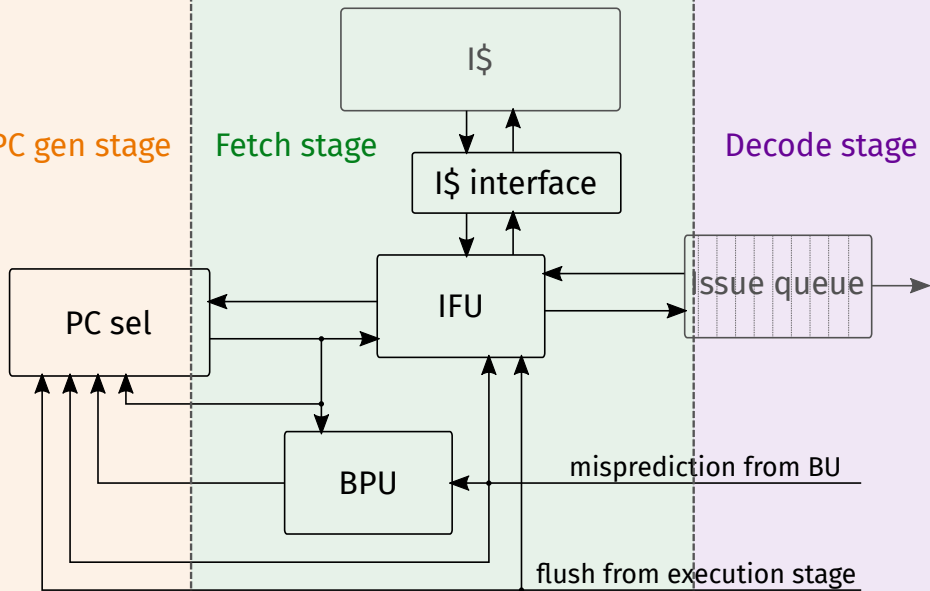 I$
PC gen stage
Fetch stage
Decode stage
I$ interface
Issue queue
IFU
PC sel
misprediction from BU
BPU
flush from execution stage